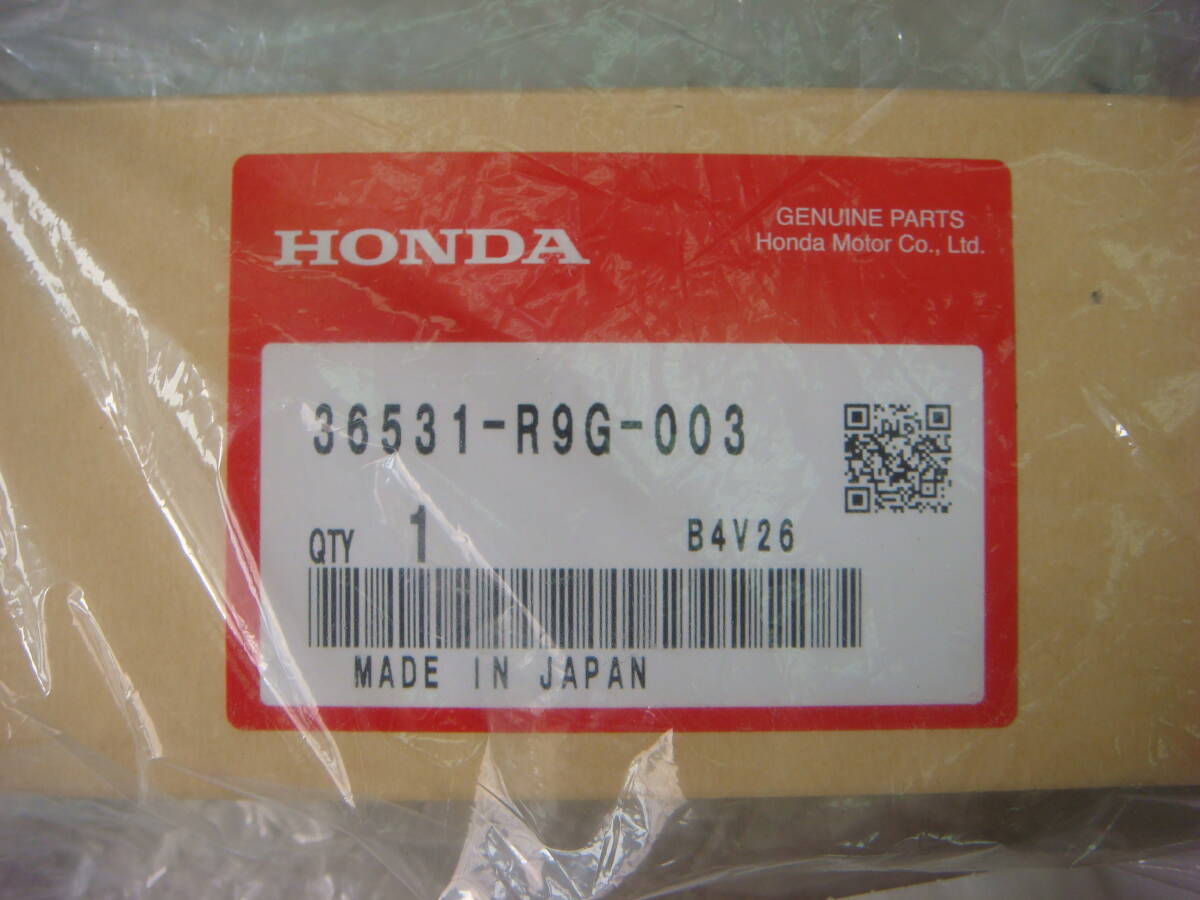 HONDA
GENUINE PARTS
Honda Motor Co., Ltd.
36531-R9G-003
QTY 1 B4V26
MADE IN JAPAN